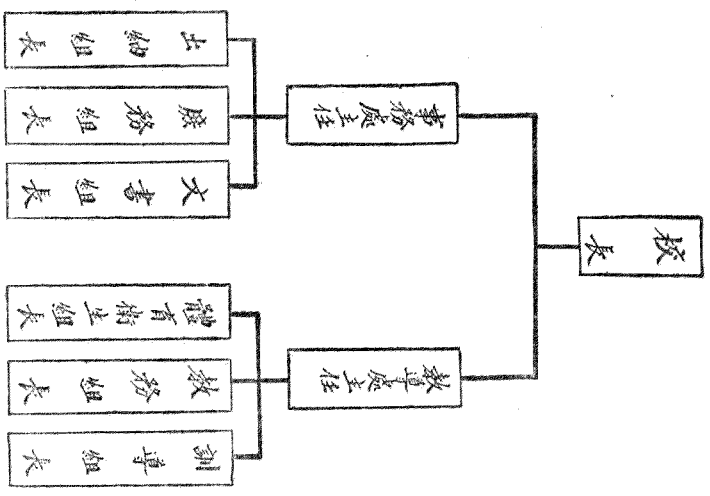 校長
教導處主任
事務處主任
訓導組長
教務組長
體育衛生組長
文書組長
庶務組長
出納組長